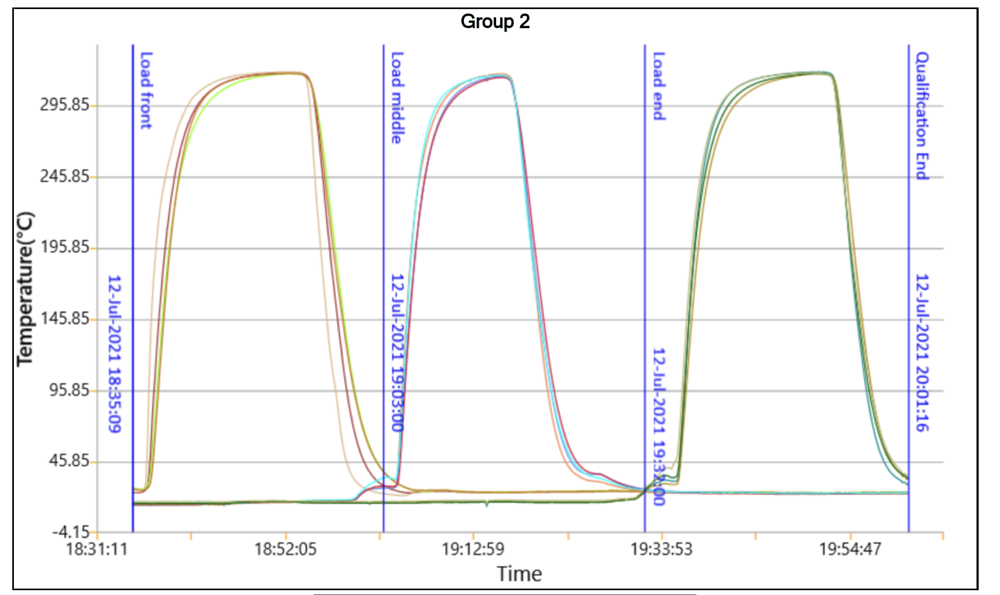 Group 2
Load front
Load middle
Load end
Qualification End
295.85
245.85
195.85
145.85
95.85
45.85
-4.15
Temperature(°C)
12-Jul-2021 18:35:09
12-Jul-2021 19:03:00
12-Jul-2021 19:32:00
12-Jul-2021 20:01:16
18:31:11
18:52:05
19:12:59
19:33:53
19:54:47
Time